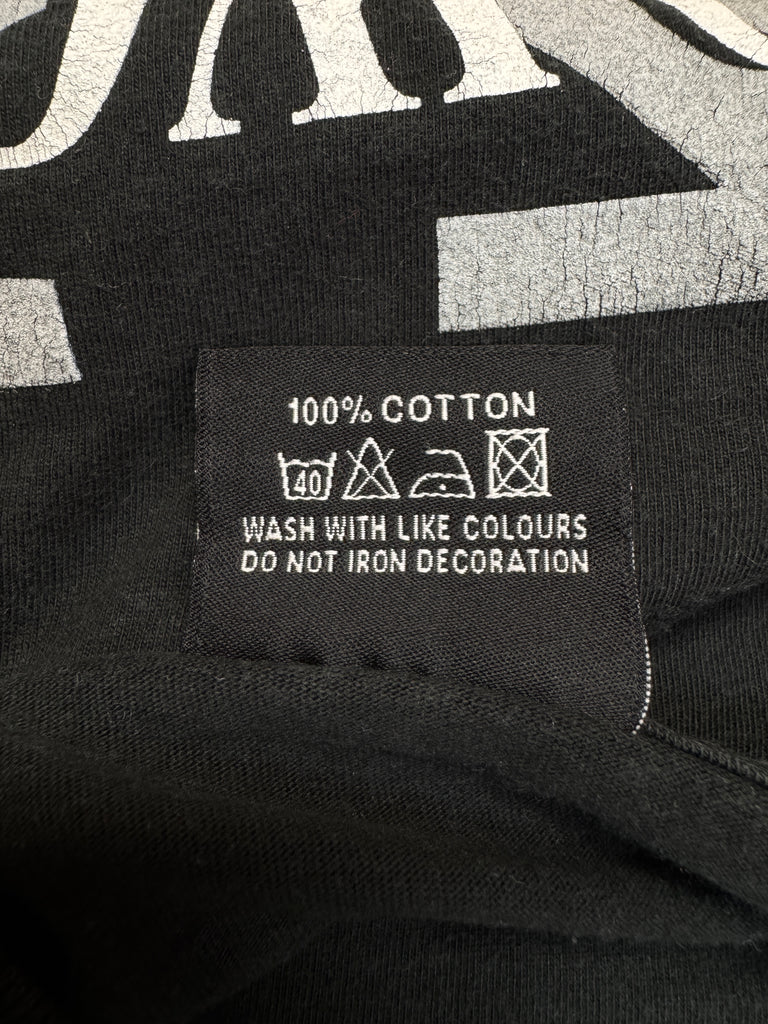 100% COTTON
40
WASH WITH LIKE COLOURS
DO NOT IRON DECORATION